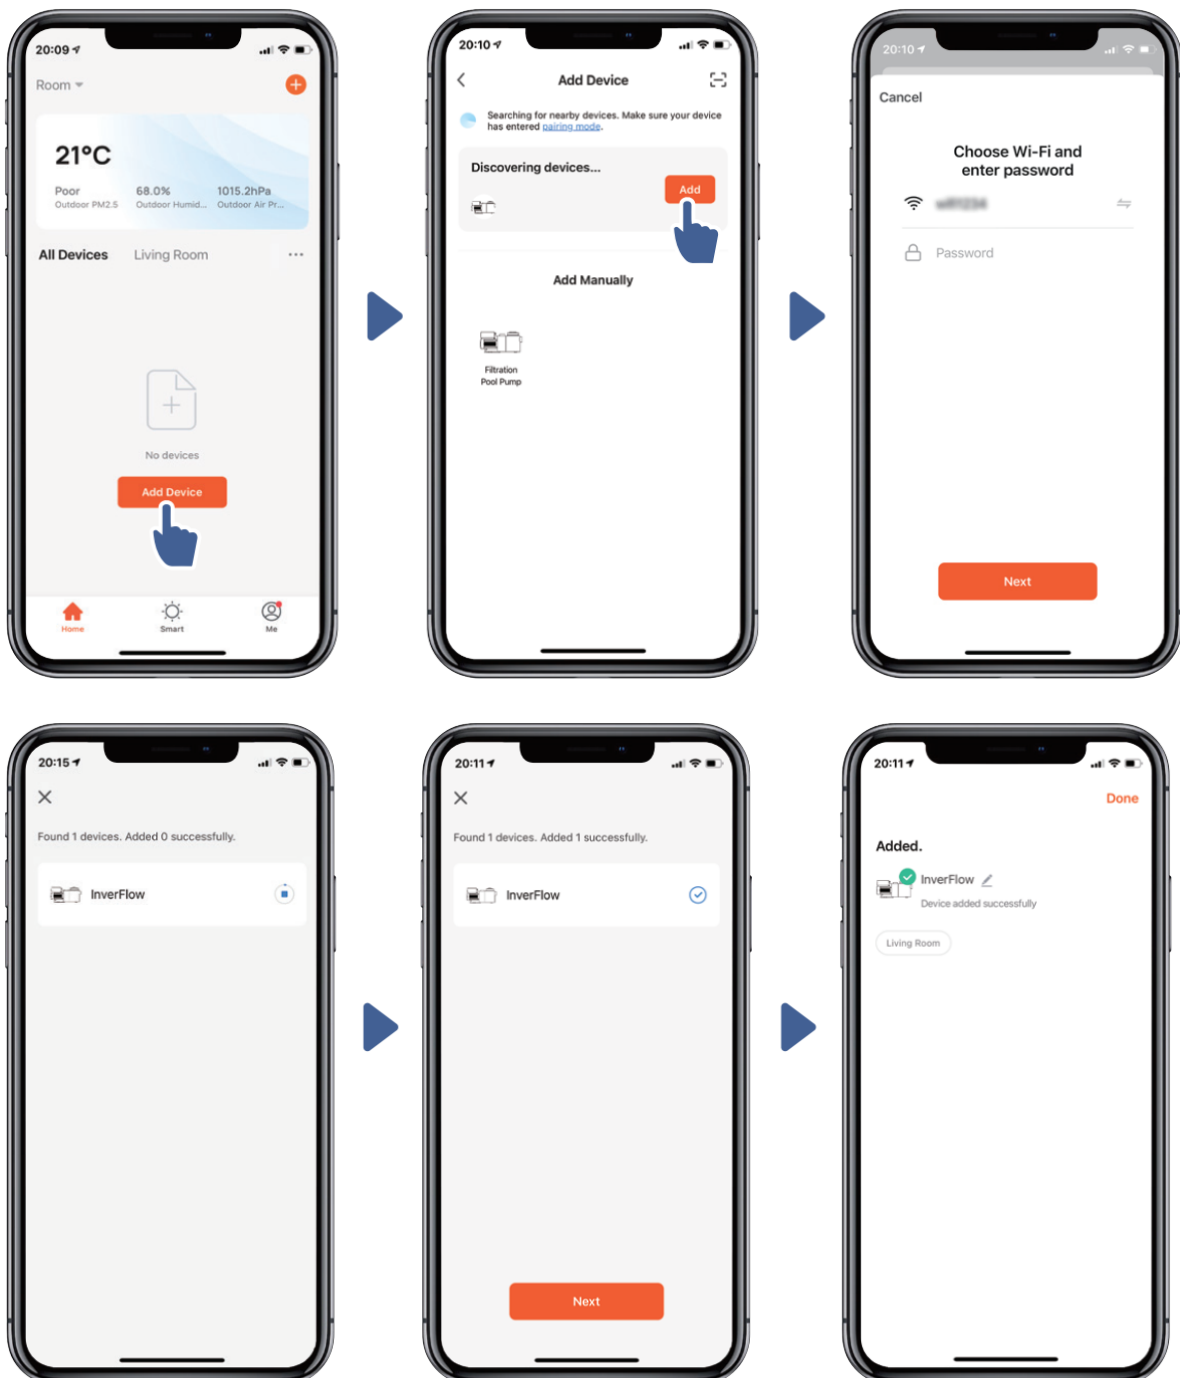 20:09
Room
21°C
Poor
68.0%
1015.2hPa
Outdoor PM2.5
Outdoor Humid...
Outdoor Air Pr...
All Devices
Living Room
No devices
Add Device
Home
Smart
Me
20:10
Add Device
Searching for nearby devices. Make sure your device
has entered pairing mode.
Discovering devices...
Add
Add Manually
Filtration
Pool Pump
20:10
Cancel
Choose Wi-Fi and
enter password
Password
Next
20:15
Found 1 devices. Added 0 successfully.
InverFlow
20:11
Found 1 devices. Added 1 successfully.
InverFlow
Next
20:11
Done
Added.
InverFlow
Device added successfully
Living Room